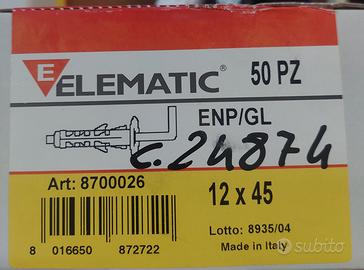 E ELEMATIC® 50 PZ
ENP/GL
c. 24874
Art: 8700026 12 x 45
Lotto: 8935/04
8 016650 872722 Made in Italy
subito